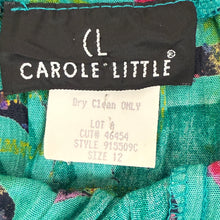 CL
CAROLE LITTLE®
Dry Clean ONLY
LOT 8
CUT# 46454
STYLE 915509C
SIZE 12